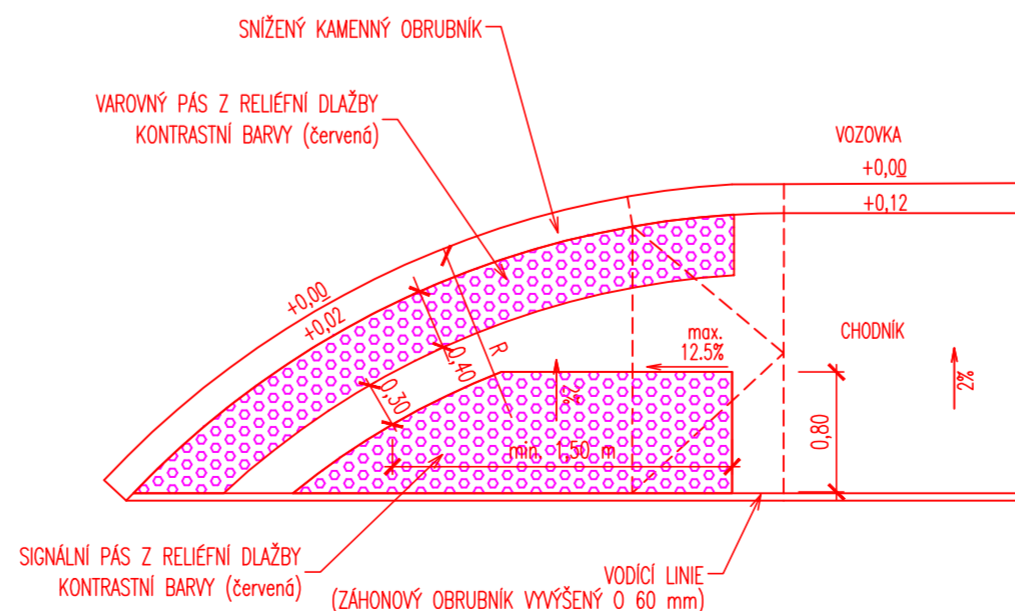 SNÍŽENÝ KAMENNÝ OBRUBNÍK
VAROVNÝ PÁS Z RELIÉFNÍ DLAŽBY
KONTRASTNÍ BARVY (červená)
VOZOVKA
+0,00
+0,12
+0,00
+0,02
CHODNÍK
max.
12.5%
R
0,40
0,30
2%
2%
0,80
min. 1,50 m
SIGNÁLNÍ PÁS Z RELIÉFNÍ DLAŽBY
KONTRASTNÍ BARVY (červená)
VODÍCÍ LINIE
(ZÁHONOVÝ OBRUBNÍK VYVÝŠENÝ O 60 mm)